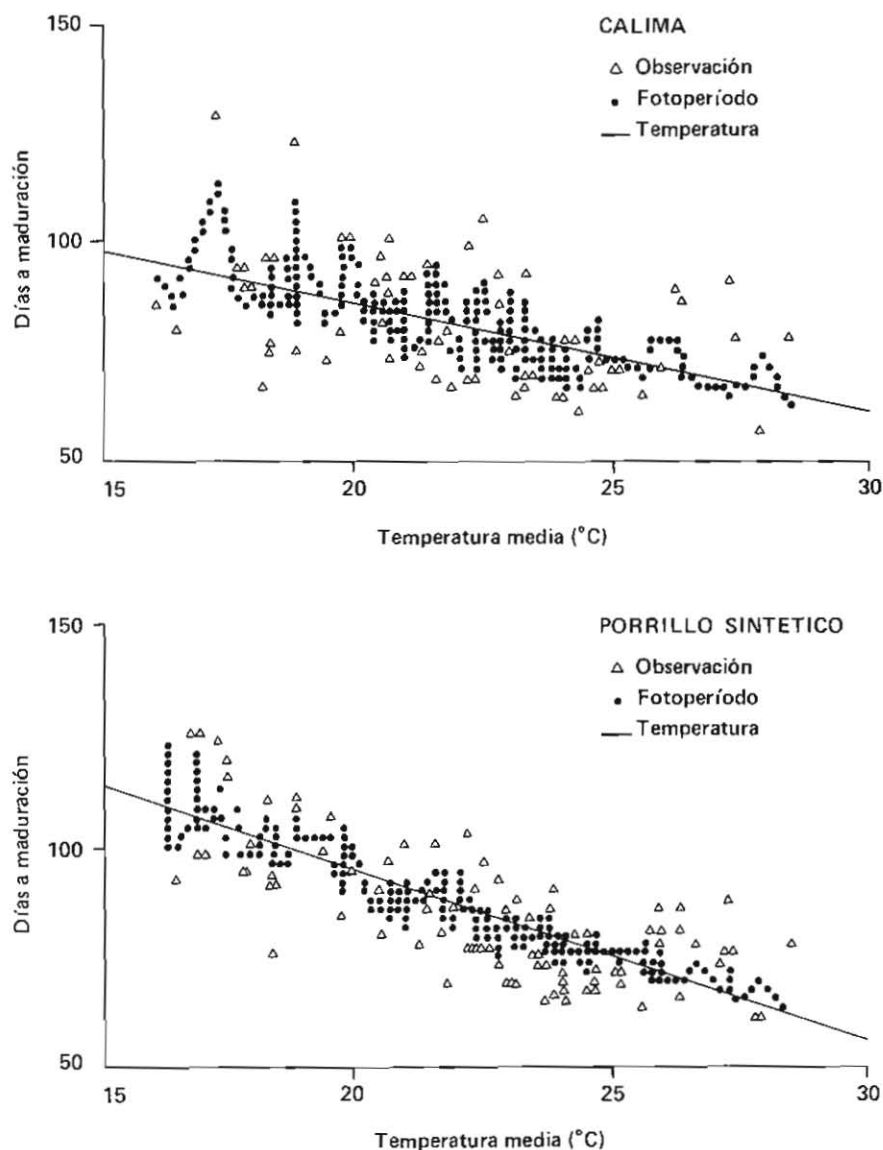 CALIMA
△ Observación
• Fotoperíodo
— Temperatura
Días a maduración
150
100
50
15 20 25 30
Temperatura media (°C)
PORRILLO SINTETICO
△ Observación
• Fotoperíodo
— Temperatura
Días a maduración
150
100
50
15 20 25 30
Temperatura media (°C)